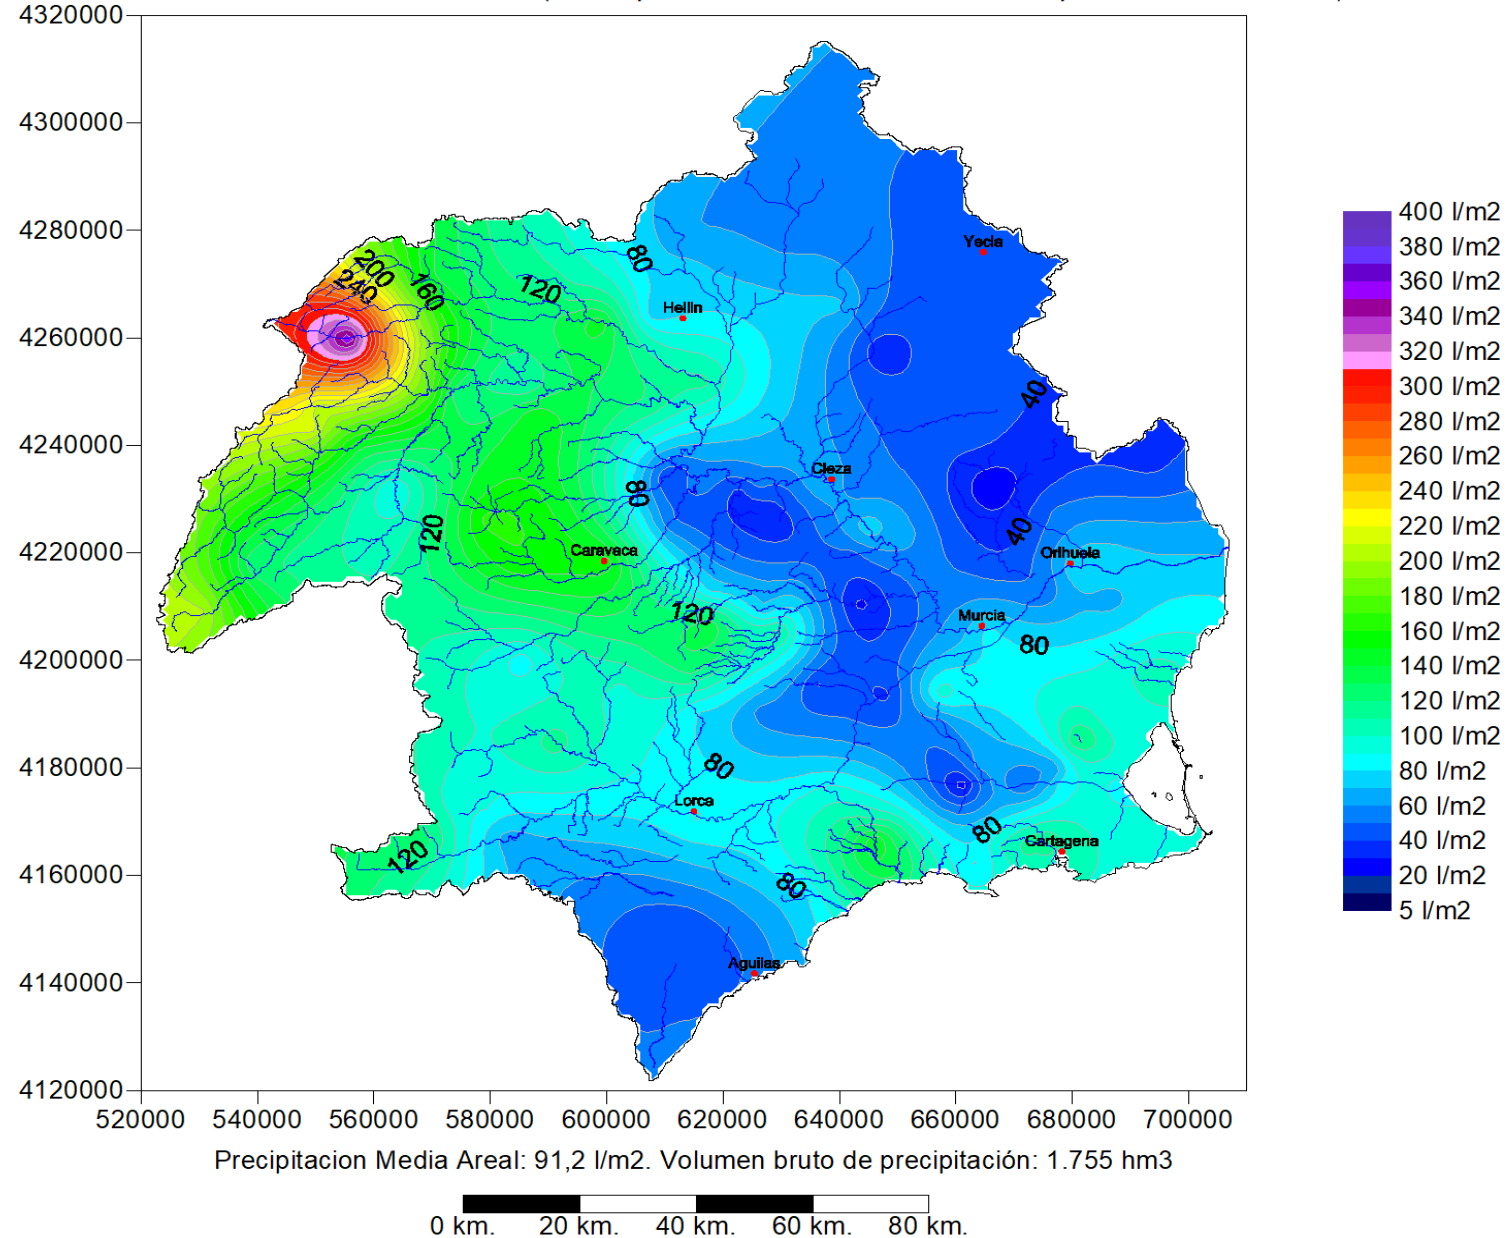 4320000
4300000
4280000
4260000
4240000
4220000
4200000
4180000
4160000
4140000
4120000
520000 540000 560000 580000 600000 620000 640000 660000 680000 700000
Yecla
80
200
240
160
120
Hellin
40
Cieza
80
120
40
Caravaca
Orihuela
120
Murcia
80
80
Lorca
80
Cartagena
120
80
Aguilas
400 l/m2
380 l/m2
360 l/m2
340 l/m2
320 l/m2
300 l/m2
280 l/m2
260 l/m2
240 l/m2
220 l/m2
200 l/m2
180 l/m2
160 l/m2
140 l/m2
120 l/m2
100 l/m2
80 l/m2
60 l/m2
40 l/m2
20 l/m2
5 l/m2
Precipitacion Media Areal: 91,2 l/m2. Volumen bruto de precipitación: 1.755 hm3
0 km. 20 km. 40 km. 60 km. 80 km.